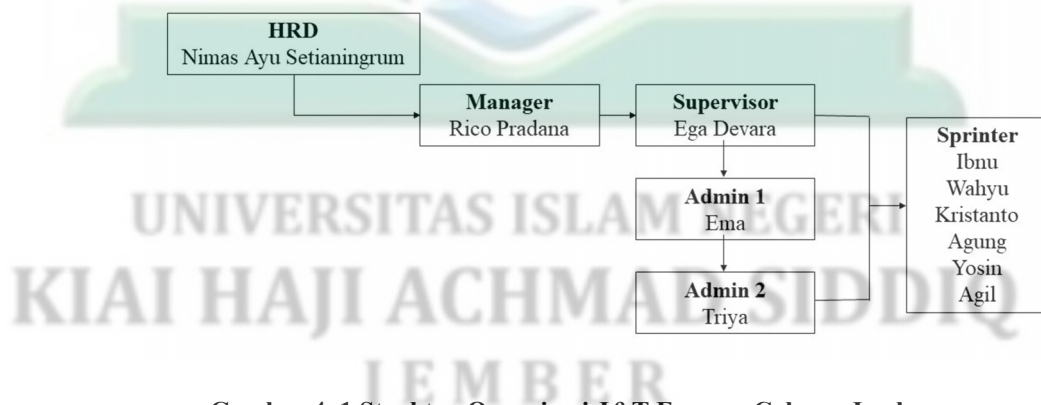 HRD
Nimas Ayu Setianingrum
Manager
Rico Pradana
Supervisor
Ega Devara
Admin 1
Ema
Admin 2
Triya
Sprinter
Ibnu
Wahyu
Kristanto
Agung
Yosin
Agil
UNIVERSITAS ISLAM NEGERI
KIAI HAJI ACHMAD SIDDIQ
JEMBER